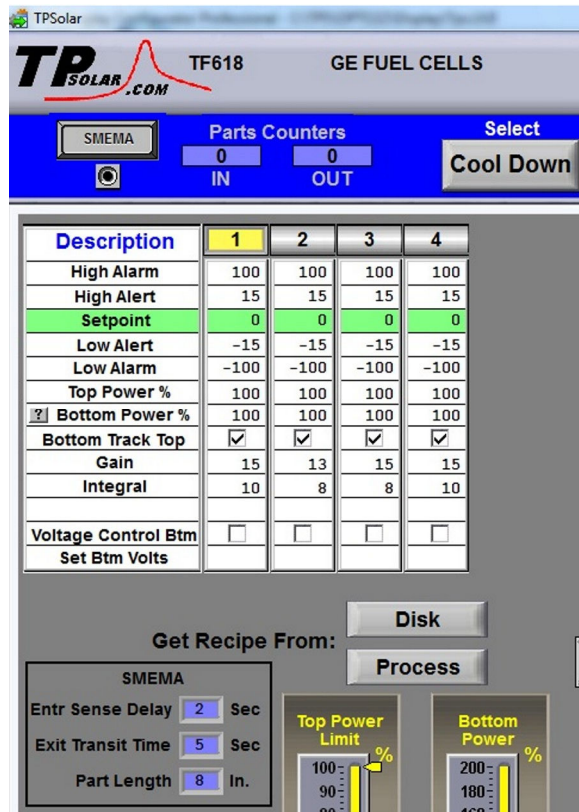 TPSolar
TPSOLAR.COM TF618 GE FUEL CELLS
SMEMA Parts Counters Select
0 0 Cool Down
IN OUT
Description 1 2 3 4
High Alarm 100 100 100 100
High Alert 15 15 15 15
Setpoint 0 0 0 0
Low Alert -15 -15 -15 -15
Low Alarm -100 -100 -100 -100
Top Power % 100 100 100 100
? Bottom Power % 100 100 100 100
Bottom Track Top
Gain 15 13 15 15
Integral 10 8 8 10
Voltage Control Btm
Set Btm Volts
Get Recipe From: Disk
Process
SMEMA
Entr Sense Delay 2 Sec
Exit Transit Time 5 Sec
Part Length 8 In.
Top Power Limit
%
100
90
Bottom Power
%
200
180